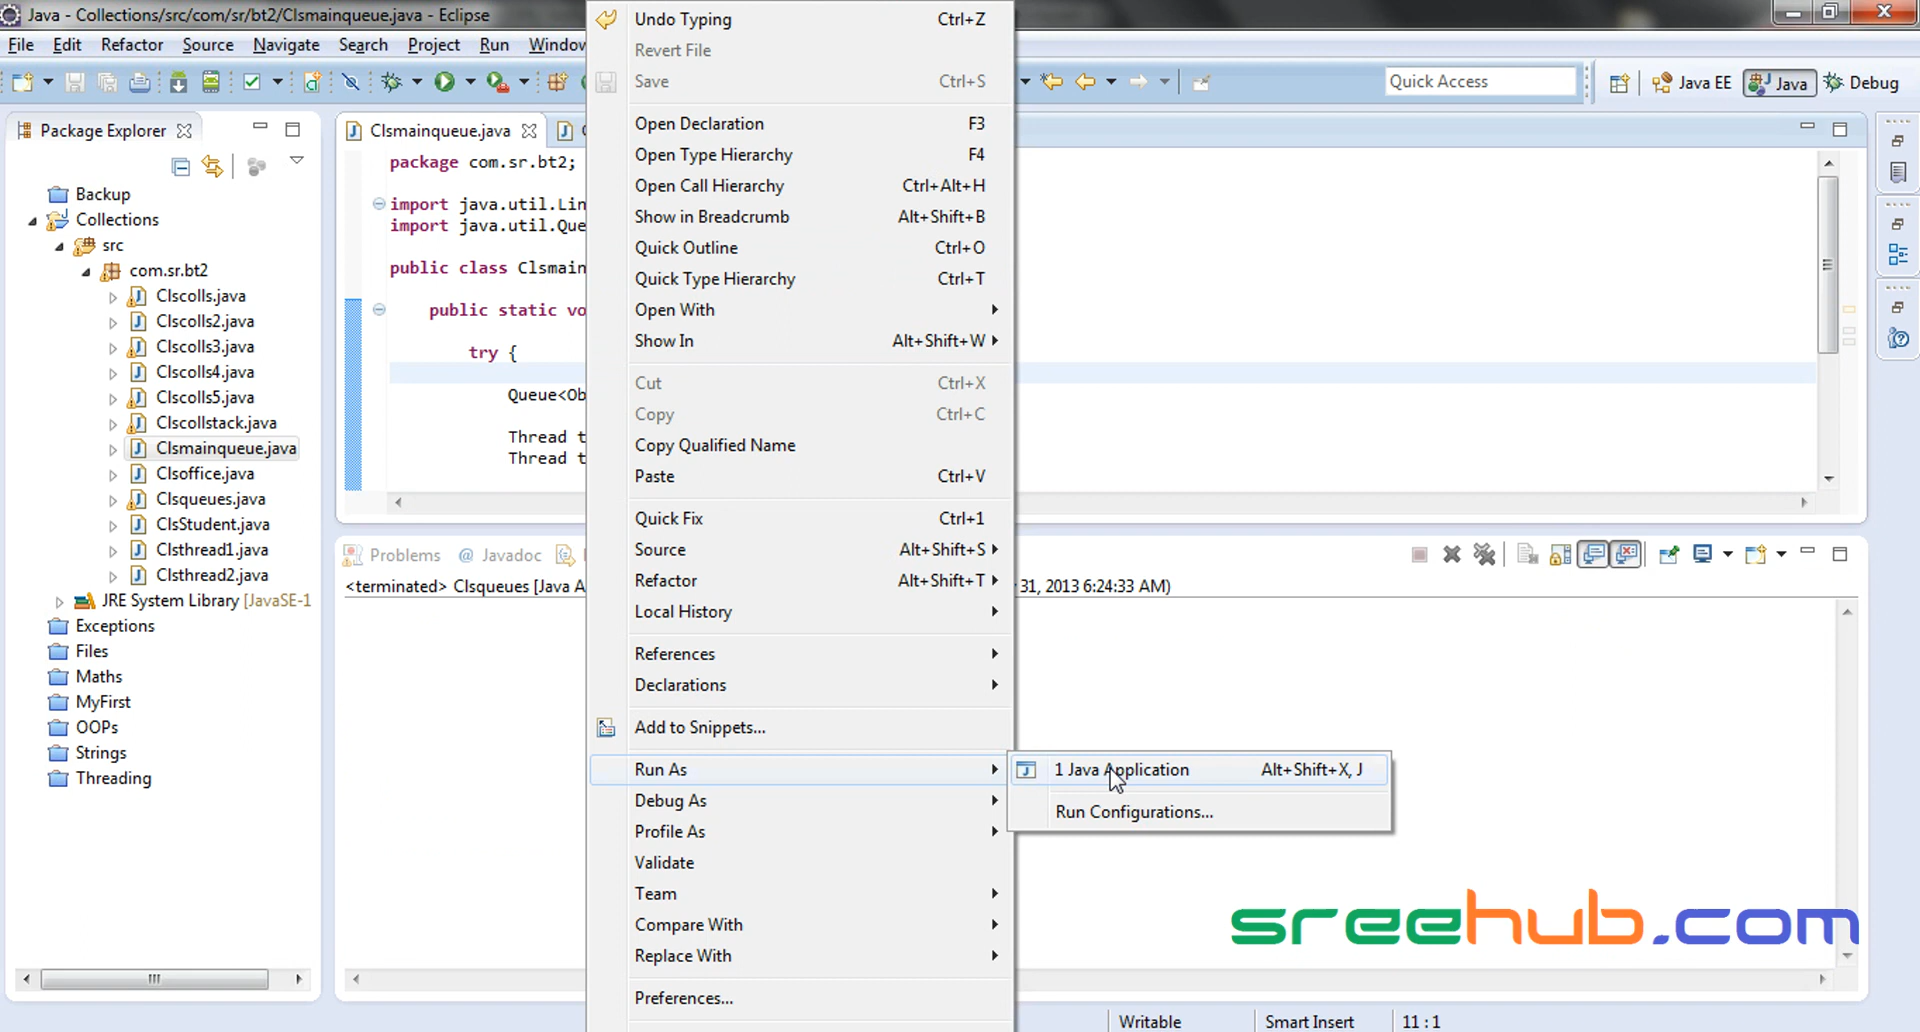 Java - Collections/src/com/sr/bt2/Clsmainqueue.java - Eclipse
File Edit Refactor Source Navigate Search Project Run Window
Quick Access
Java EE
Java
Debug
Package Explorer
Backup
Collections
src
com.sr.bt2
Clscolls.java
Clscolls2.java
Clscolls3.java
Clscolls4.java
Clscolls5.java
Clscollstack.java
Clsmainqueue.java
Clsoffice.java
Clsqueues.java
ClsStudent.java
Clsthread1.java
Clsthread2.java
JRE System Library [JavaSE-1
Exceptions
Files
Maths
MyFirst
OOPs
Strings
Threading
Clsmainqueue.java
package com.sr.bt2;
import java.util.Lin
import java.util.Que
public class Clsmain
public static vo
try {
Queue<Ob
Thread t
Thread t
Problems @ Javadoc
<terminated> Clsqueues [Java A
31, 2013 6:24:33 AM)
Undo Typing Ctrl+Z
Revert File
Save Ctrl+S
Open Declaration F3
Open Type Hierarchy F4
Open Call Hierarchy Ctrl+Alt+H
Show in Breadcrumb Alt+Shift+B
Quick Outline Ctrl+O
Quick Type Hierarchy Ctrl+T
Open With
Show In Alt+Shift+W
Cut Ctrl+X
Copy Ctrl+C
Copy Qualified Name
Paste Ctrl+V
Quick Fix Ctrl+1
Source Alt+Shift+S
Refactor Alt+Shift+T
Local History
References
Declarations
Add to Snippets...
Run As
Debug As
Profile As
Validate
Team
Compare With
Replace With
Preferences...
1 Java Application Alt+Shift+X, J
Run Configurations...
sreehub.com
Writable Smart Insert 11 : 1